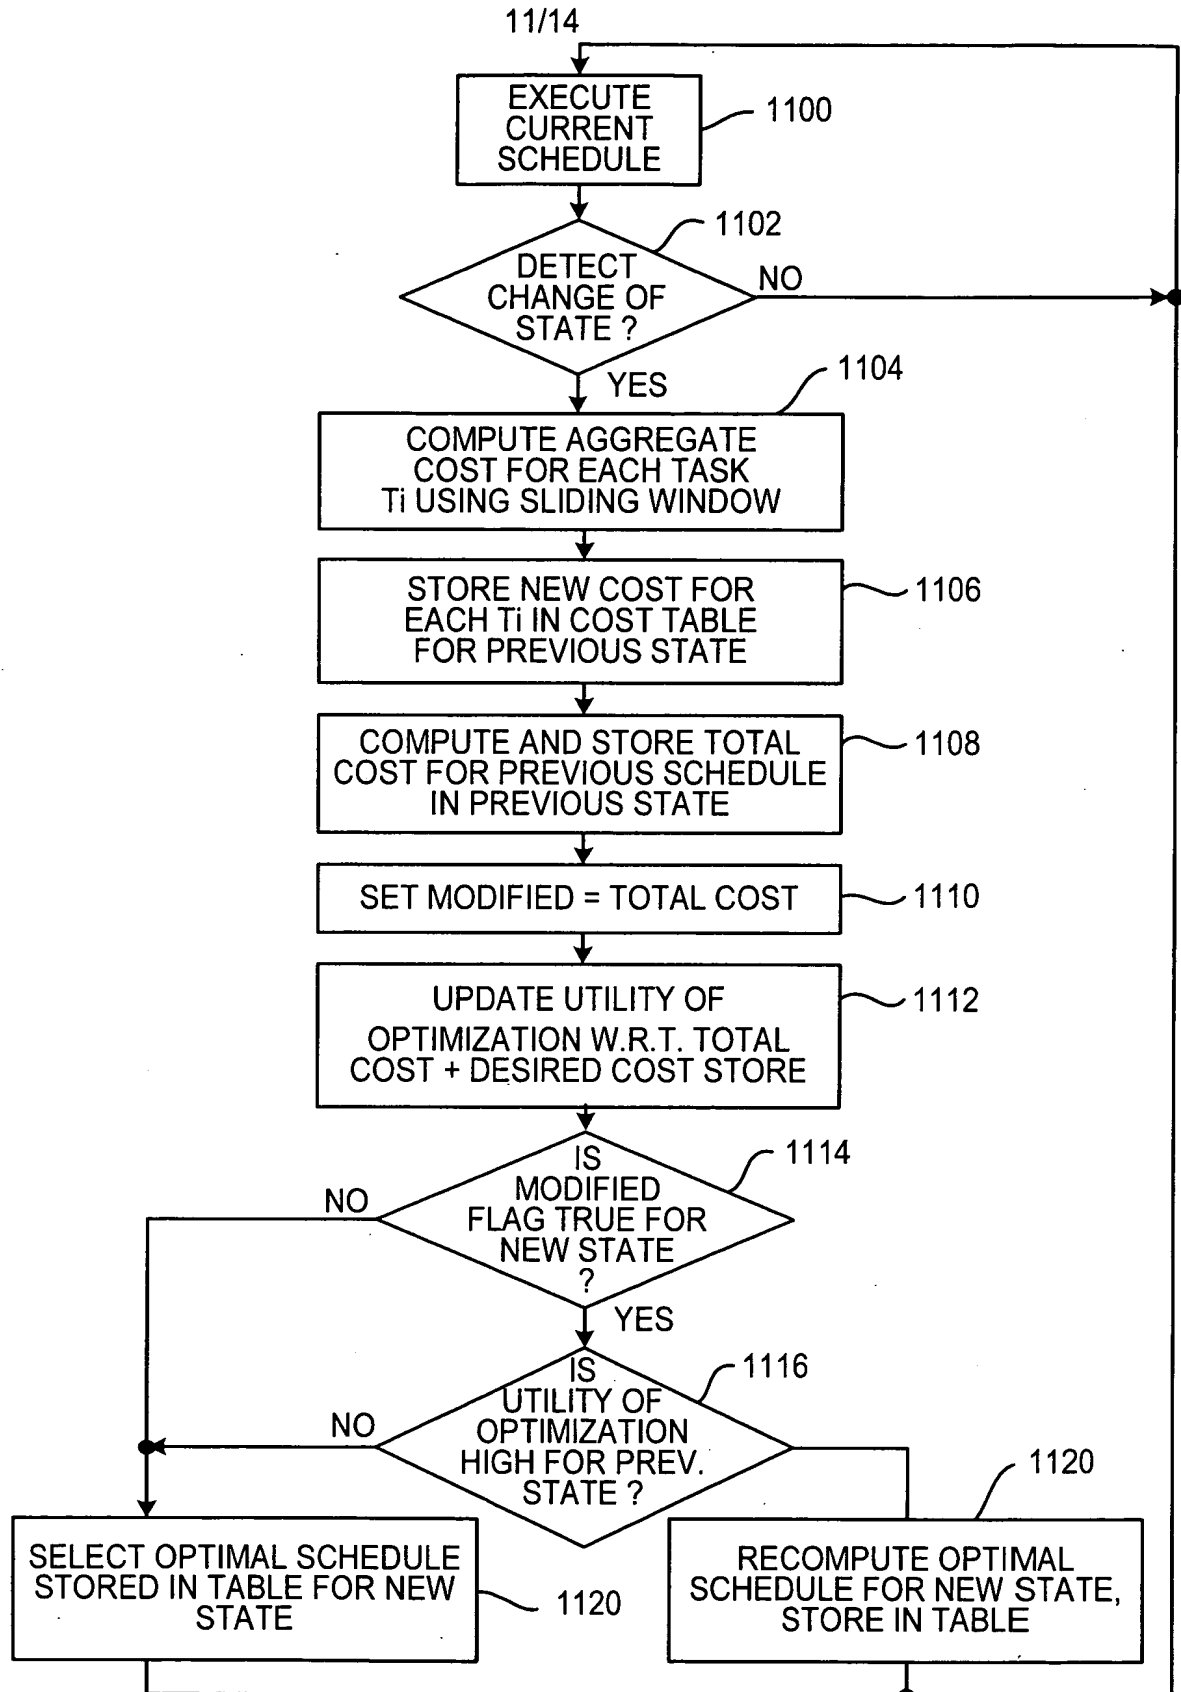 11/14
EXECUTE
CURRENT
SCHEDULE
1100
1102
DETECT
CHANGE OF
STATE ?
NO
YES
1104
COMPUTE AGGREGATE
COST FOR EACH TASK
Ti USING SLIDING WINDOW
STORE NEW COST FOR
EACH Ti IN COST TABLE
FOR PREVIOUS STATE
1106
COMPUTE AND STORE TOTAL
COST FOR PREVIOUS SCHEDULE
IN PREVIOUS STATE
1108
SET MODIFIED = TOTAL COST
1110
UPDATE UTILITY OF
OPTIMIZATION W.R.T. TOTAL
COST + DESIRED COST STORE
1112
IS
MODIFIED
FLAG TRUE FOR
NEW STATE
?
1114
NO
YES
IS
UTILITY OF
OPTIMIZATION
HIGH FOR PREV.
STATE ?
1116
NO
1120
SELECT OPTIMAL SCHEDULE
STORED IN TABLE FOR NEW
STATE
1120
RECOMPUTE OPTIMAL
SCHEDULE FOR NEW STATE,
STORE IN TABLE